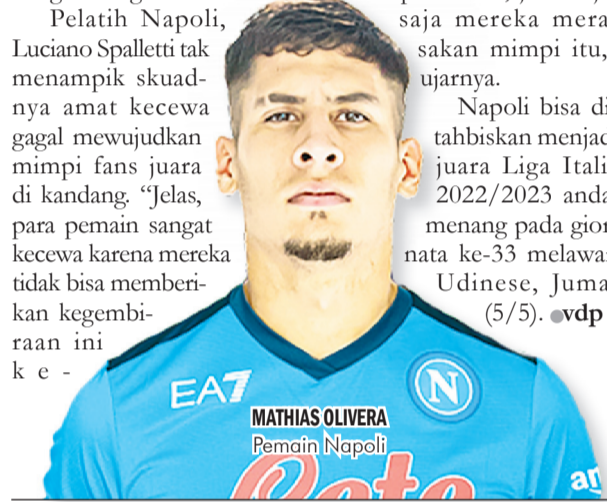 Pelatih Napoli,
Luciano Spalletti tak
menampik skuad-
nya amat kecewa
gagal mewujudkan
mimpi fans juara
di kandang. “Jelas,
para pemain sangat
kecewa karena mereka
tidak bisa memberi-
kan kegembi-
raan ini
k e -
saja mereka mera
sakan mimpi itu,
ujarnya.
Napoli bisa di
tahbiskan menjad
juara Liga Itali
2022/2023 anda
menang pada gior
nata ke-33 melawa
Udinese, Juma
(5/5). ●vdp
EA7
N
MATHIAS OLIVERA
Pemain Napoli